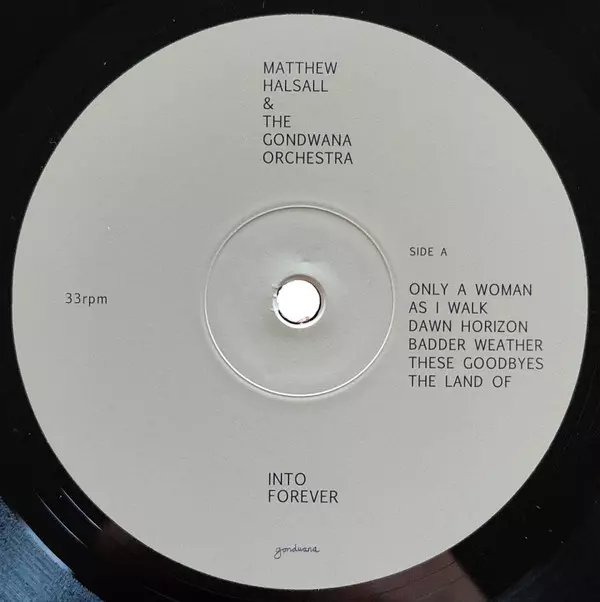 MATTHEW
HALSALL
&
THE
GONDWANA
ORCHESTRA
33rpm
SIDE A
ONLY A WOMAN
AS I WALK
DAWN HORIZON
BADDER WEATHER
THESE GOODBYES
THE LAND OF
INTO
FOREVER
gondwana